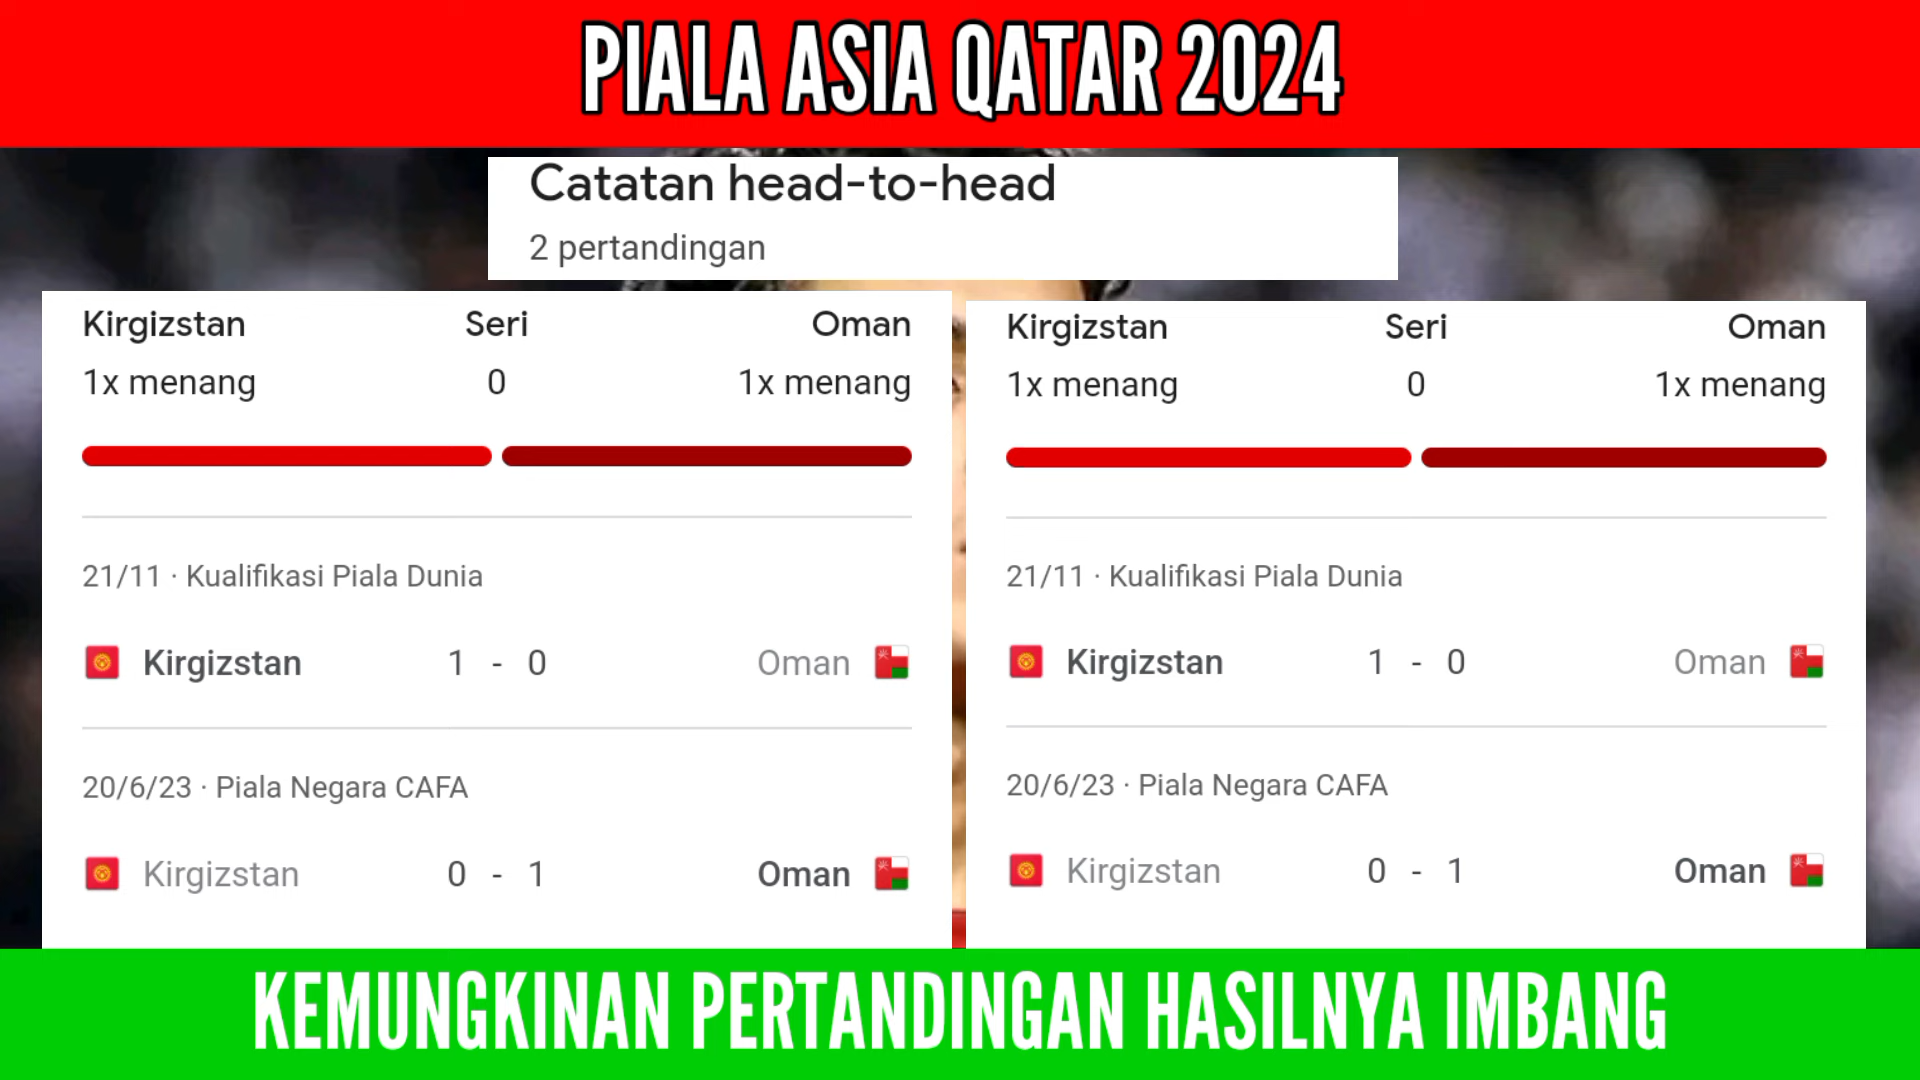 PIALA ASIA QATAR 2024
Catatan head-to-head
2 pertandingan
Kirgizstan Seri Oman
1x menang 0 1x menang
21/11 · Kualifikasi Piala Dunia
Kirgizstan 1 - 0 Oman
20/6/23 · Piala Negara CAFA
Kirgizstan 0 - 1 Oman
Kirgizstan Seri Oman
1x menang 0 1x menang
21/11 · Kualifikasi Piala Dunia
Kirgizstan 1 - 0 Oman
20/6/23 · Piala Negara CAFA
Kirgizstan 0 - 1 Oman
KEMUNGKINAN PERTANDINGAN HASILNYA IMBANG